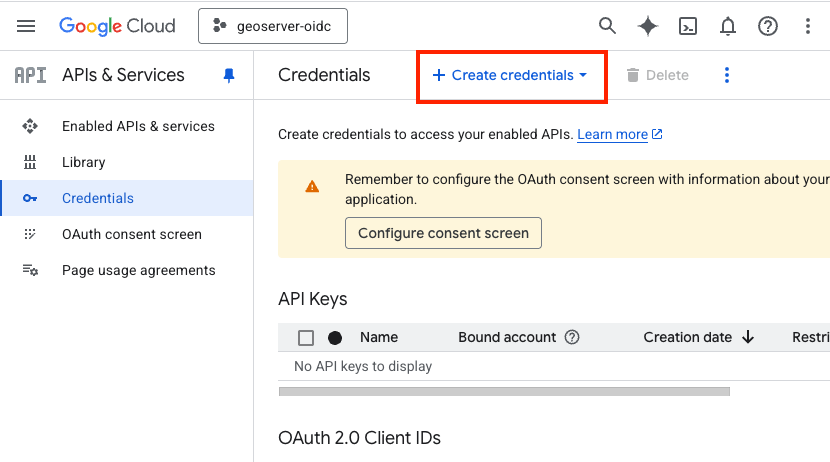 Google Cloud
geoserver-oidc
API
APIs & Services
Credentials
+ Create credentials
Delete
Enabled APIs & services
Library
Credentials
OAuth consent screen
Page usage agreements
Create credentials to access your enabled APIs. Learn more
Remember to configure the OAuth consent screen with information about your
application.
Configure consent screen
API Keys
Name Bound account Creation date Restri
No API keys to display
OAuth 2.0 Client IDs